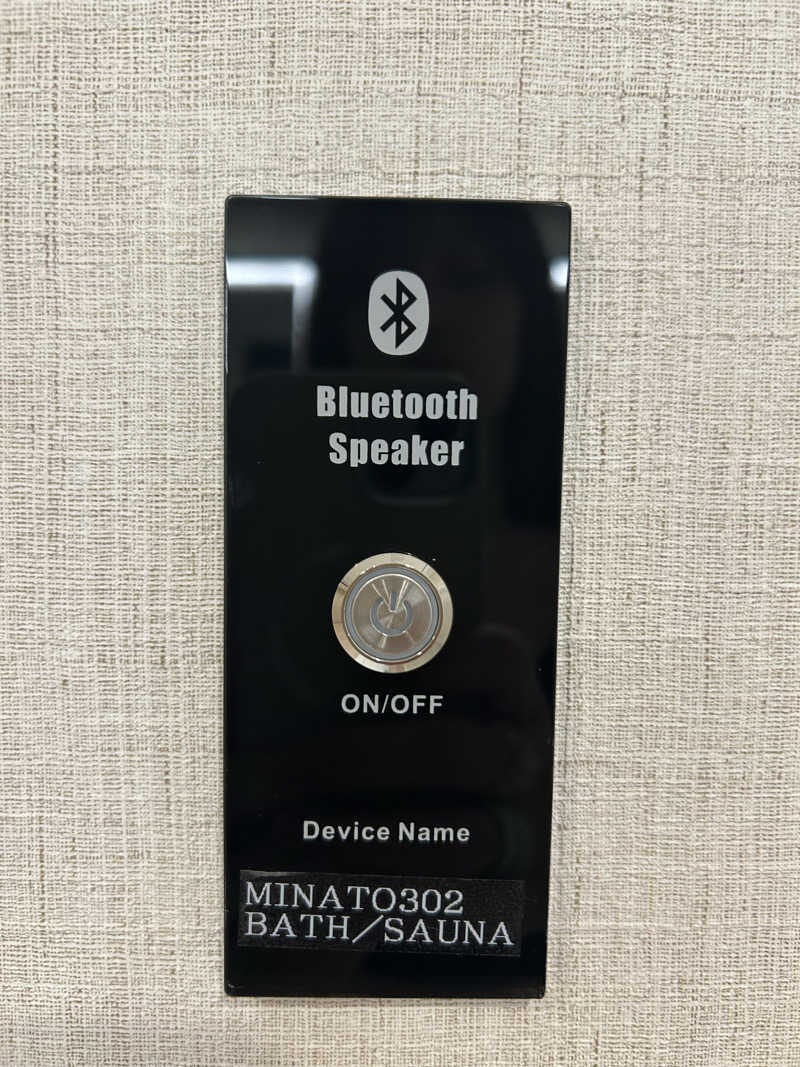 Bluetooth
Speaker
ON/OFF
Device Name
MINATO302
BATH/SAUNA